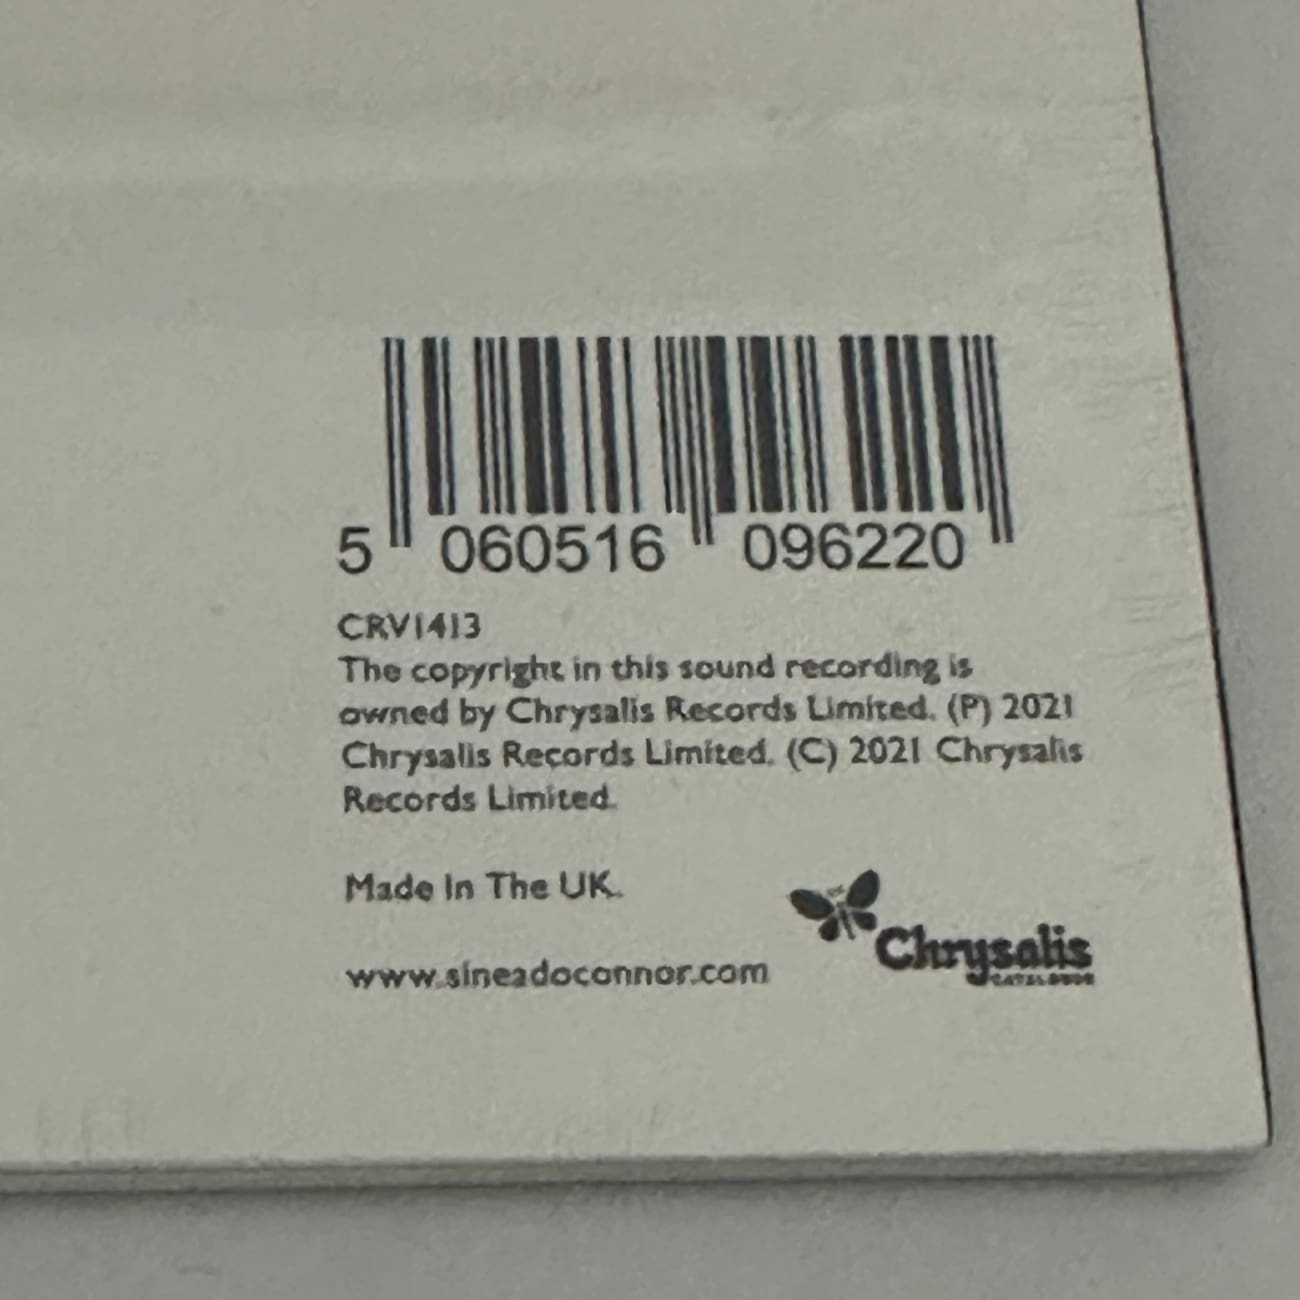 5 060516 096220
CRV1413
The copyright in this sound recording is
owned by Chrysalis Records Limited. (P) 2021
Chrysalis Records Limited. (C) 2021 Chrysalis
Records Limited.
Made In The UK.
www.sineadoconnor.com
Chrysalis
CATALOGUE